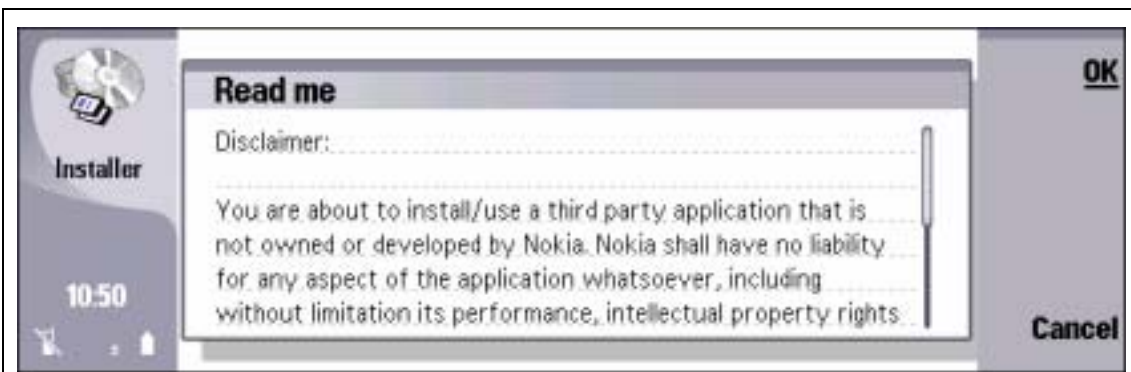 Installer
10:50
Read me
Disclaimer:
You are about to install/use a third party application that is
not owned or developed by Nokia. Nokia shall have no liability
for any aspect of the application whatsoever, including
without limitation its performance, intellectual property rights
OK
Cancel